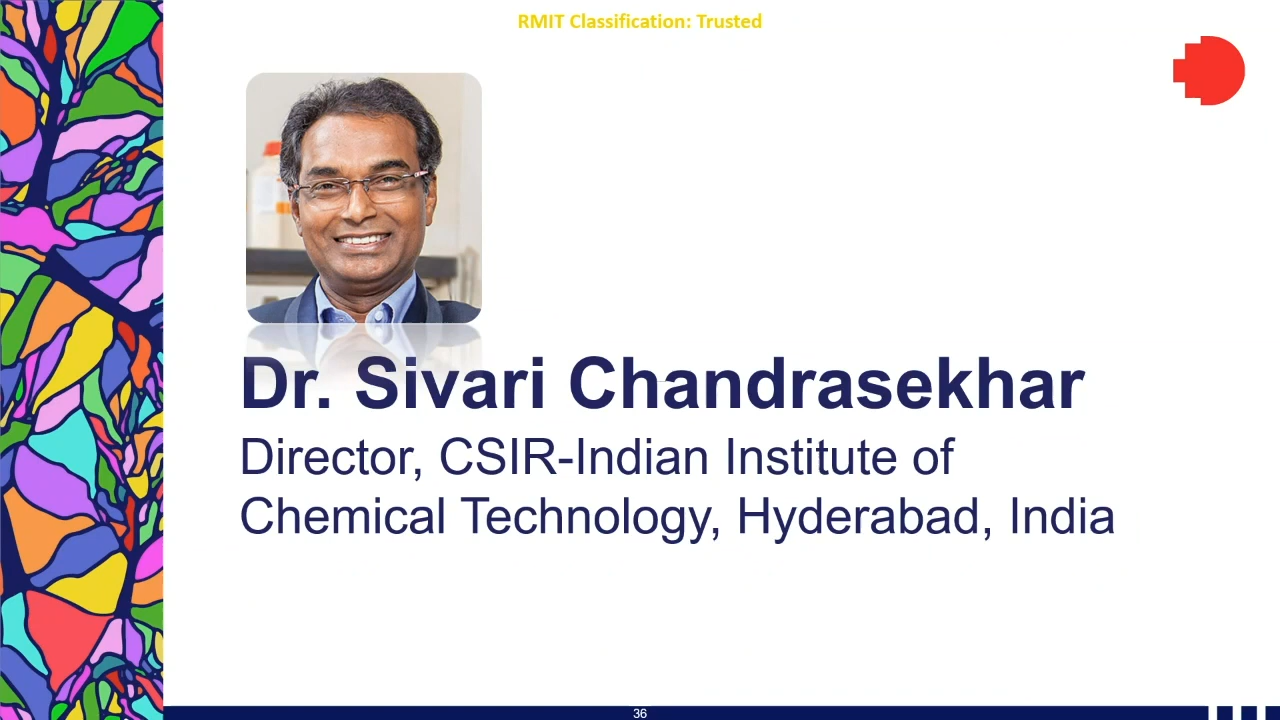 RMIT Classification: Trusted
Dr. Sivari Chandrasekhar
Director, CSIR-Indian Institute of
Chemical Technology, Hyderabad, India
36